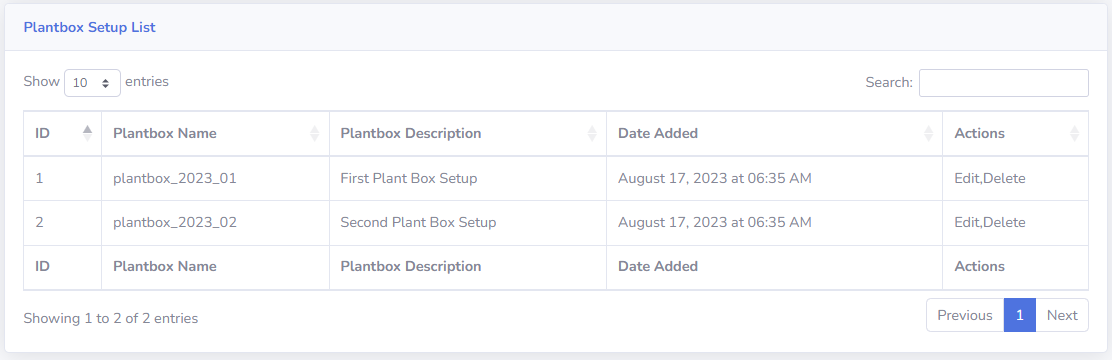 Plantbox Setup List
Show 10 entries Search:
ID Plantbox Name Plantbox Description Date Added Actions
1 plantbox_2023_01 First Plant Box Setup August 17, 2023 at 06:35 AM Edit,Delete
2 plantbox_2023_02 Second Plant Box Setup August 17, 2023 at 06:35 AM Edit,Delete
ID Plantbox Name Plantbox Description Date Added Actions
Showing 1 to 2 of 2 entries Previous 1 Next